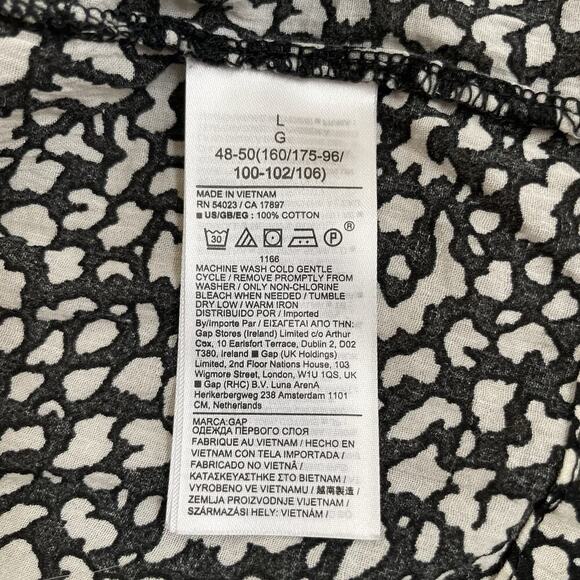 L
G
48-50(160/175-96/
100-102/106)
MADE IN VIETNAM
RN 54023 / CA 17897
■ US/GB/EG : 100% COTTON
30 P ®
1166
MACHINE WASH COLD GENTLE
CYCLE / REMOVE PROMPTLY FROM
WASHER / ONLY NON-CHLORINE
BLEACH WHEN NEEDED / TUMBLE
DRY LOW / WARM IRON
DISTRIBUIDO POR / Imported
By/importe Par / ΕΙΣΑΓΕΤΑΙ ΑΠΟ ΤΗΝ:
Gap Stores (Ireland) Limited c/o Arthur
Cox, 10 Earlsfort Terrace, Dublin 2, D02
T380, Ireland ■ Gap (UK Holdings)
Limited, 2nd Floor Nations House, 103
Wigmore Street, London, W1U 1QS, UK
■ Gap (RHC) B.V. Luna ArenA
Herikerbergweg 238 Amsterdam 1101
CM, Netherlands
МАРСА:GAP
ОДЕЖДА ПЕРВОГО СЛОЯ
FABRIQUE AU VIETNAM / HECHO EN
VIETNAM CON TELA IMPORTADA /
FABRICADO NO VIETNÃ /
ΚΑΤΑΣΚΕΥΑΣΤΗΚΕ ΣΤΟ ΒΙΕΤΝΑΜ /
VYROBENO VE VIETNAMU / 越南製造 /
ZEMLJA PROIZVODNJE VIJETNAM /
SZÁRMAZÁSI HELY: VIETNÁM /